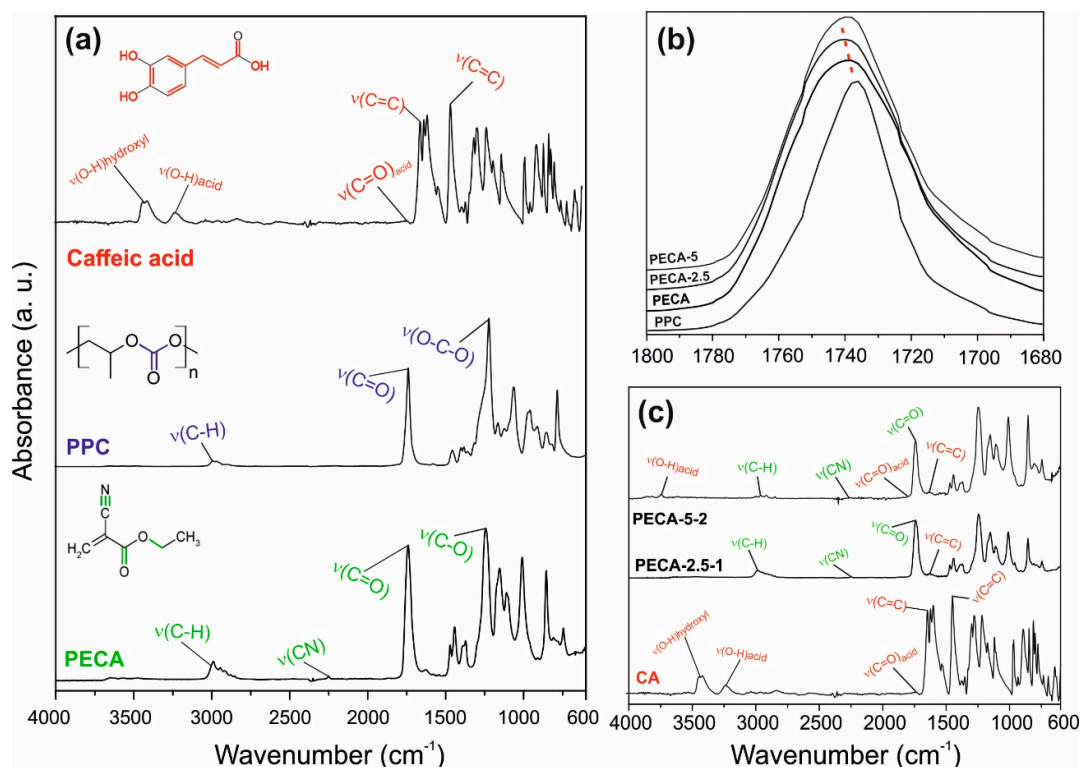 (a)
O
HO
OH
HO
ν(C=C)
ν(C=C)
ν(O-H)hydroxyl
ν(O-H)acid
ν(C=O)acid
Caffeic acid
O
O
O
n
ν(O-C-O)
ν(C=O)
PPC
ν(C-H)
N
C
H2C
O
CH3
O
ν(C-O)
ν(C=O)
ν(C-H)
ν(CN)
PECA
Absorbance (a. u.)
4000 3500 3000 2500 2000 1500 1000 600
Wavenumber (cm-1)
(b)
PECA-5
PECA-2.5
PECA
PPC
1800 1780 1760 1740 1720 1700 1680
(c)
ν(C=O)
ν(O-H)acid
ν(C-H)
ν(CN)
ν(C=O)acid
ν(C=C)
PECA-5-2
ν(C=O)
ν(C-H)
ν(CN)
ν(C=C)
PECA-2.5-1
ν(C=C)
ν(C=C)
ν(O-H)hydroxyl
ν(O-H)acid
ν(C=O)acid
CA
4000 3500 3000 2500 2000 1500 1000 600
Wavenumber (cm-1)